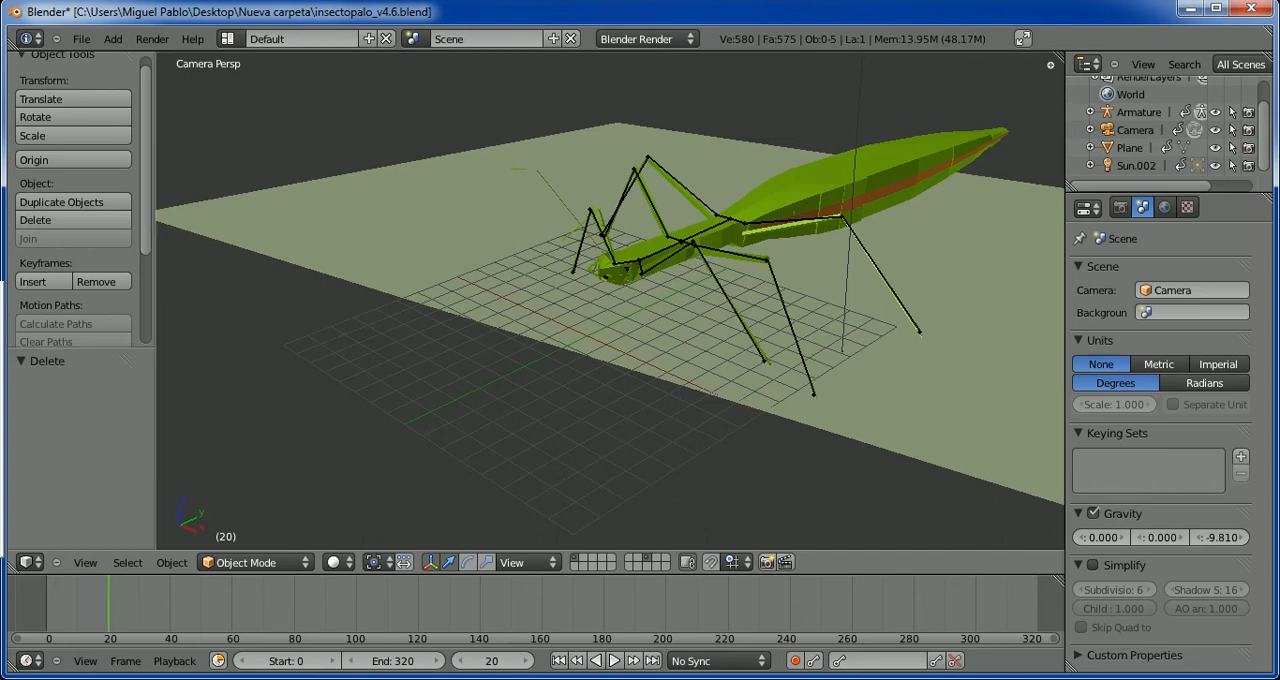 Blender* [C:\Users\Miguel Pablo\Desktop\Nueva carpeta\insectopalo_v4.6.blend]
File Add Render Help Default Scene Blender Render Ve:580 | Fa:575 | Ob:0-5 | La:1 | Mem:13.95M (48.17M)
Object Tools
Transform:
Translate
Rotate
Scale
Origin
Object:
Duplicate Objects
Delete
Join
Keyframes:
Insert Remove
Motion Paths:
Calculate Paths
Clear Paths
Delete
Camera Persp
(20)
View Search All Scenes
RenderLayers
World
Armature
Camera
Plane
Sun.002
Scene
Scene
Camera: Camera
Backgroun
Units
None Metric Imperial
Degrees Radians
Scale: 1.000 Separate Unit
Keying Sets
Gravity
: 0.000 : 0.000 : -9.810
Simplify
Subdivisio: 6 Shadow S: 16
Child : 1.000 AO an: 1.000
Skip Quad to
Custom Properties
View Select Object Object Mode View
0 20 40 60 80 100 120 140 160 180 200 220 240 260 280 300 320
View Frame Playback Start: 0 End: 320 20 No Sync